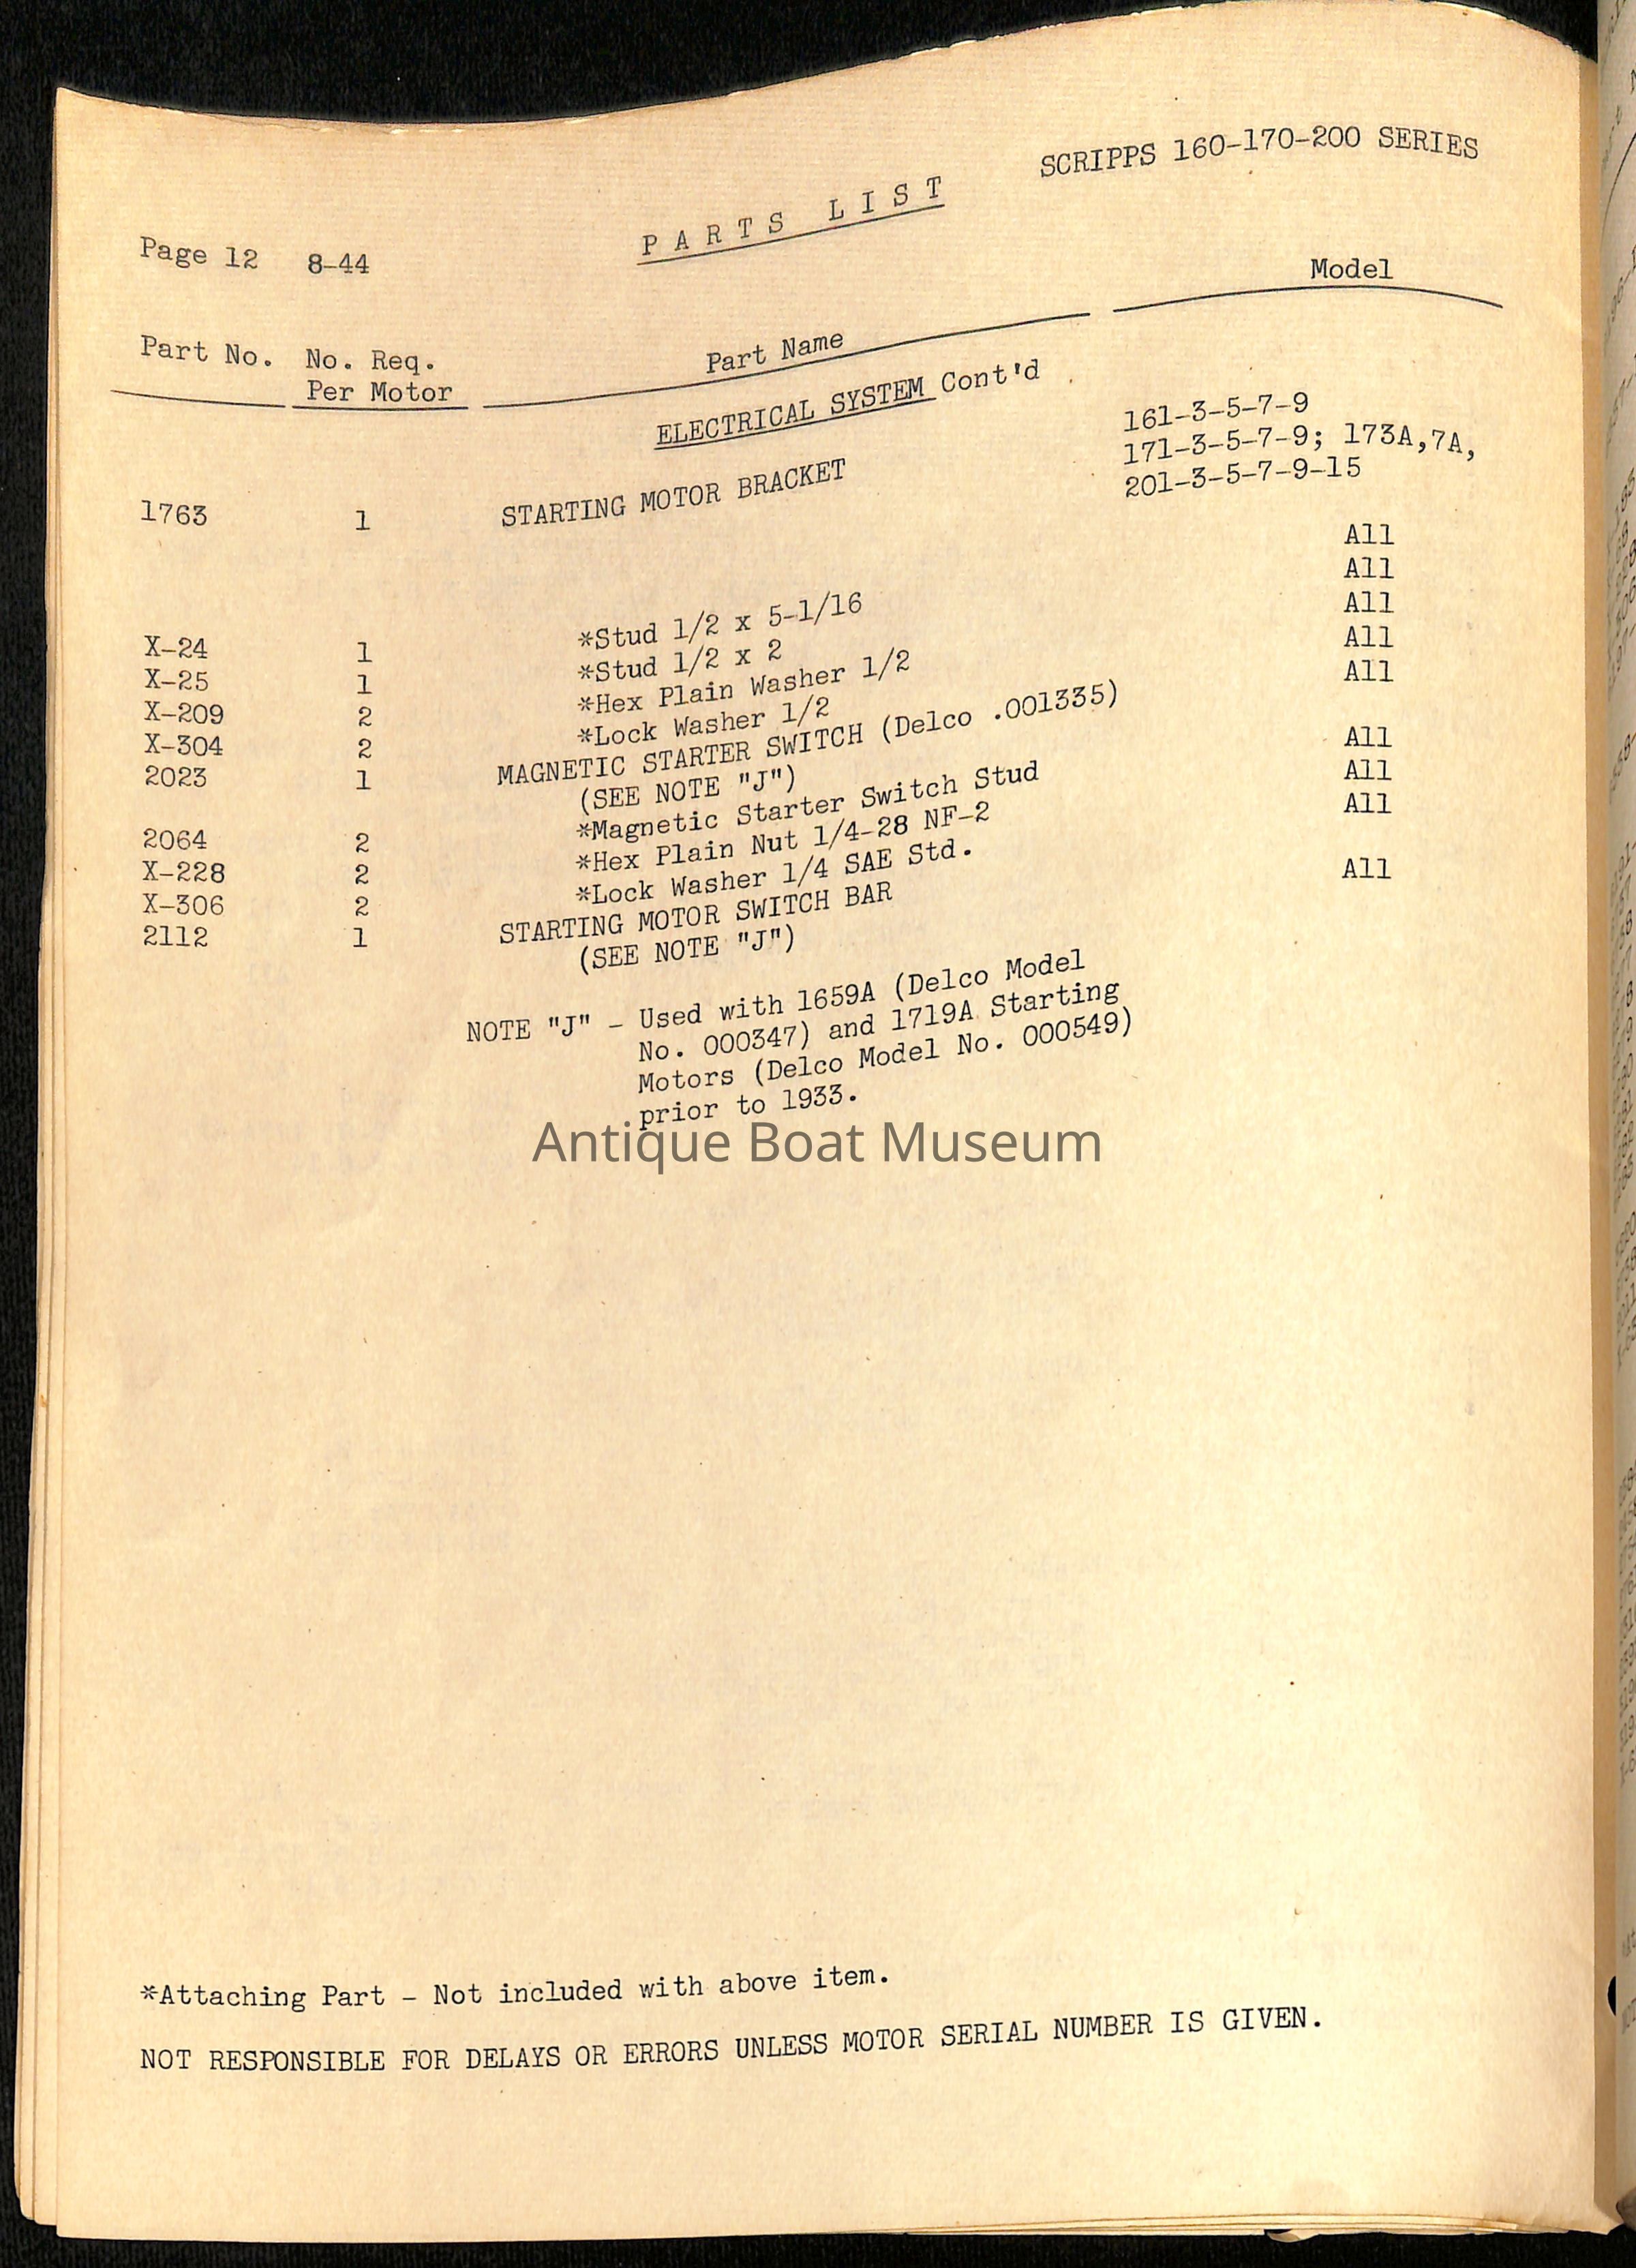 SCRIPPS 160-170-200 SERIES
PARTS LIST
Page 12 8-44
Model
Part No. No. Req. Per Motor Part Name
ELECTRICAL SYSTEM Cont'd
1763 1 STARTING MOTOR BRACKET 161-3-5-7-9
171-3-5-7-9; 173A,7A,
201-3-5-7-9-15
X-24 1 *Stud 1/2 x 5-1/16 All
X-25 1 *Stud 1/2 x 2 All
X-209 2 *Hex Plain Washer 1/2 All
X-304 2 *Lock Washer 1/2 All
2023 1 MAGNETIC STARTER SWITCH (Delco .001335) All
(SEE NOTE "J")
2064 2 *Magnetic Starter Switch Stud All
X-228 2 *Hex Plain Nut 1/4-28 NF-2 All
X-306 2 *Lock Washer 1/4 SAE Std. All
2112 1 STARTING MOTOR SWITCH BAR All
(SEE NOTE "J")
NOTE "J" - Used with 1659A (Delco Model
No. 000347) and 1719A Starting
Motors (Delco Model No. 000549)
prior to 1933.
Antique Boat Museum
*Attaching Part - Not included with above item.
NOT RESPONSIBLE FOR DELAYS OR ERRORS UNLESS MOTOR SERIAL NUMBER IS GIVEN.